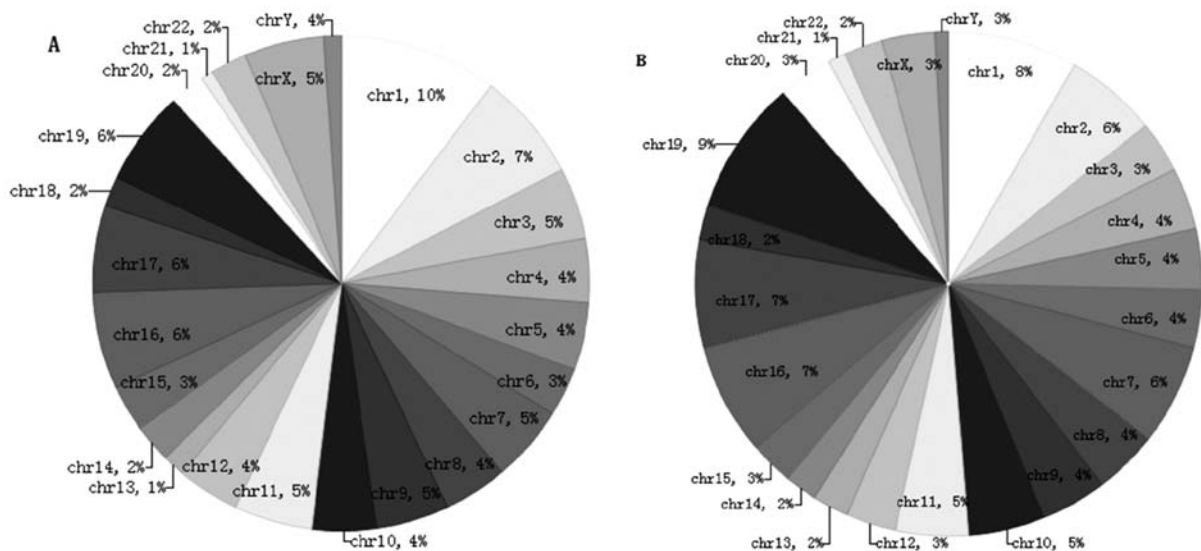 A
chr1, 10%
chr2, 7%
chr3, 5%
chr4, 4%
chr5, 4%
chr6, 3%
chr7, 5%
chr8, 4%
chr9, 5%
chr10, 4%
chr11, 5%
chr12, 4%
chr13, 1%
chr14, 2%
chr15, 3%
chr16, 6%
chr17, 6%
chr18, 2%
chr19, 6%
chr20, 2%
chr21, 1%
chr22, 2%
chrX, 5%
chrY, 4%
B
chr1, 8%
chr2, 6%
chr3, 3%
chr4, 4%
chr5, 4%
chr6, 4%
chr7, 6%
chr8, 4%
chr9, 4%
chr10, 5%
chr11, 5%
chr12, 3%
chr13, 2%
chr14, 2%
chr15, 3%
chr16, 7%
chr17, 7%
chr18, 2%
chr19, 9%
chr20, 3%
chr21, 1%
chr22, 2%
chrX, 3%
chrY, 3%